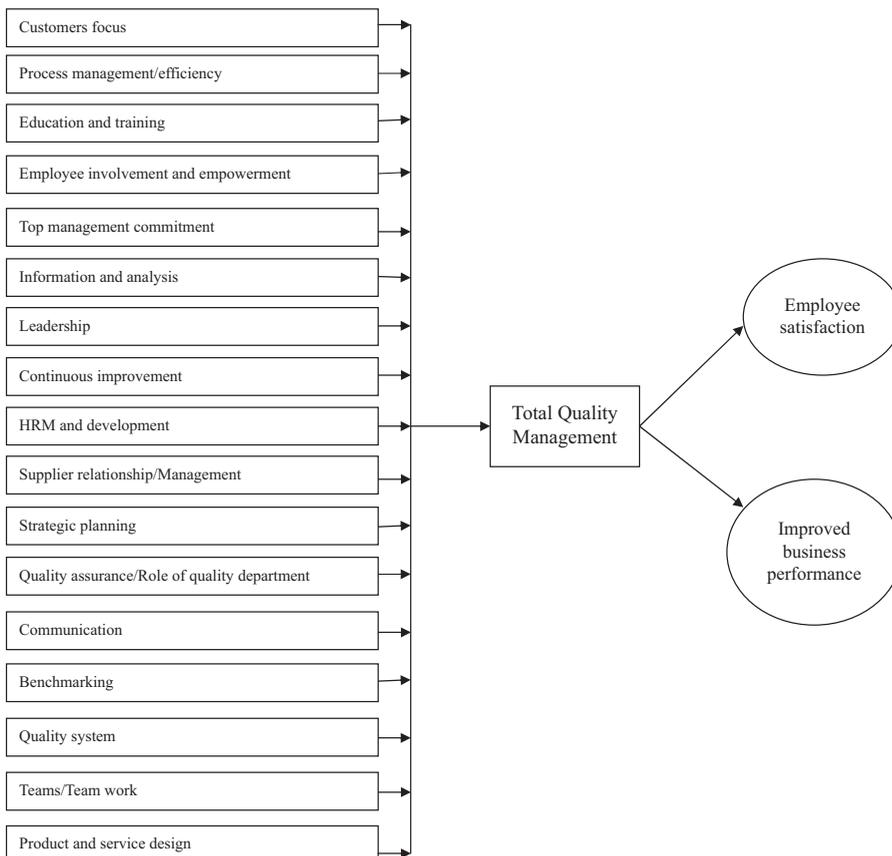 Customers focus
Process management/efficiency
Education and training
Employee involvement and empowerment
Top management commitment
Information and analysis
Leadership
Continuous improvement
HRM and development
Supplier relationship/Management
Strategic planning
Quality assurance/Role of quality department
Communication
Benchmarking
Quality system
Teams/Team work
Product and service design
Total Quality
Management
Employee
satisfaction
Improved
business
performance